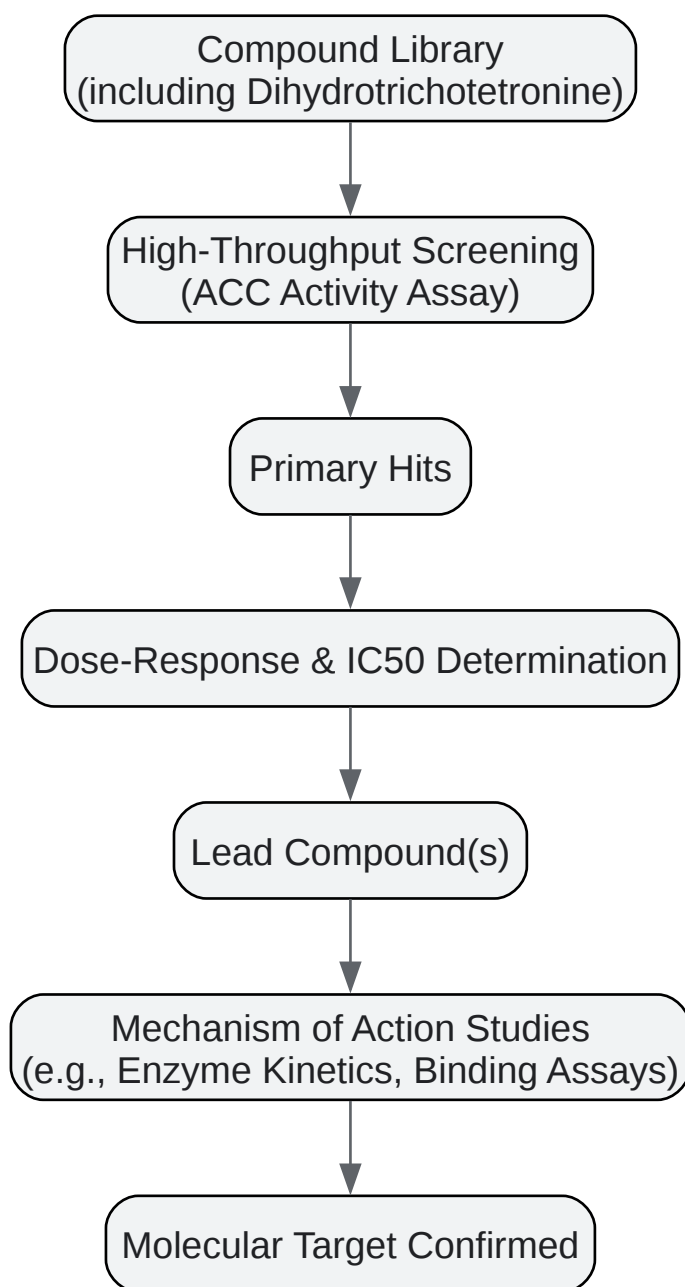 Compound Library
(including Dihydrotrichotetronine)
High-Throughput Screening
(ACC Activity Assay)
Primary Hits
Dose-Response & IC50 Determination
Lead Compound(s)
Mechanism of Action Studies
(e.g., Enzyme Kinetics, Binding Assays)
Molecular Target Confirmed